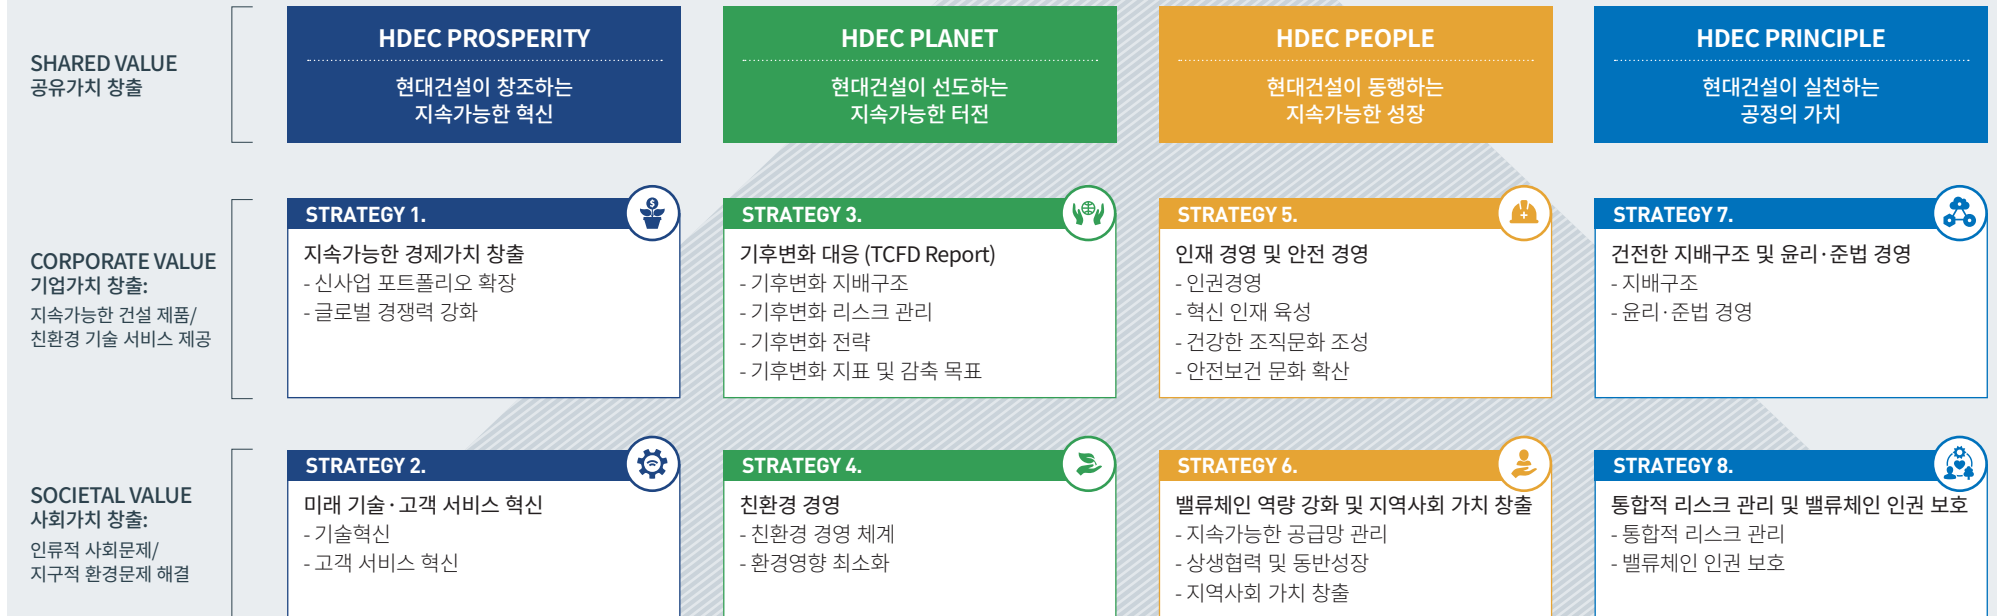 SHARED VALUE
공유가치 창출
HDEC PROSPERITY
현대건설이 창조하는
지속가능한 혁신
HDEC PLANET
현대건설이 선도하는
지속가능한 터전
HDEC PEOPLE
현대건설이 동행하는
지속가능한 성장
HDEC PRINCIPLE
현대건설이 실천하는
공정의 가치
CORPORATE VALUE
기업가치 창출:
지속가능한 건설 제품/
친환경 기술 서비스 제공
STRATEGY 1.
지속가능한 경제가치 창출
- 신사업 포트폴리오 확장
- 글로벌 경쟁력 강화
STRATEGY 3.
기후변화 대응 (TCFD Report)
- 기후변화 지배구조
- 기후변화 리스크 관리
- 기후변화 전략
- 기후변화 지표 및 감축 목표
STRATEGY 5.
인재 경영 및 안전 경영
- 인권경영
- 혁신 인재 육성
- 건강한 조직문화 조성
- 안전보건 문화 확산
STRATEGY 7.
건전한 지배구조 및 윤리·준법 경영
- 지배구조
- 윤리·준법 경영
SOCIETAL VALUE
사회가치 창출:
인류적 사회문제/
지구적 환경문제 해결
STRATEGY 2.
미래 기술·고객 서비스 혁신
- 기술혁신
- 고객 서비스 혁신
STRATEGY 4.
친환경 경영
- 친환경 경영 체계
- 환경영향 최소화
STRATEGY 6.
밸류체인 역량 강화 및 지역사회 가치 창출
- 지속가능한 공급망 관리
- 상생협력 및 동반성장
- 지역사회 가치 창출
STRATEGY 8.
통합적 리스크 관리 및 밸류체인 인권 보호
- 통합적 리스크 관리
- 밸류체인 인권 보호